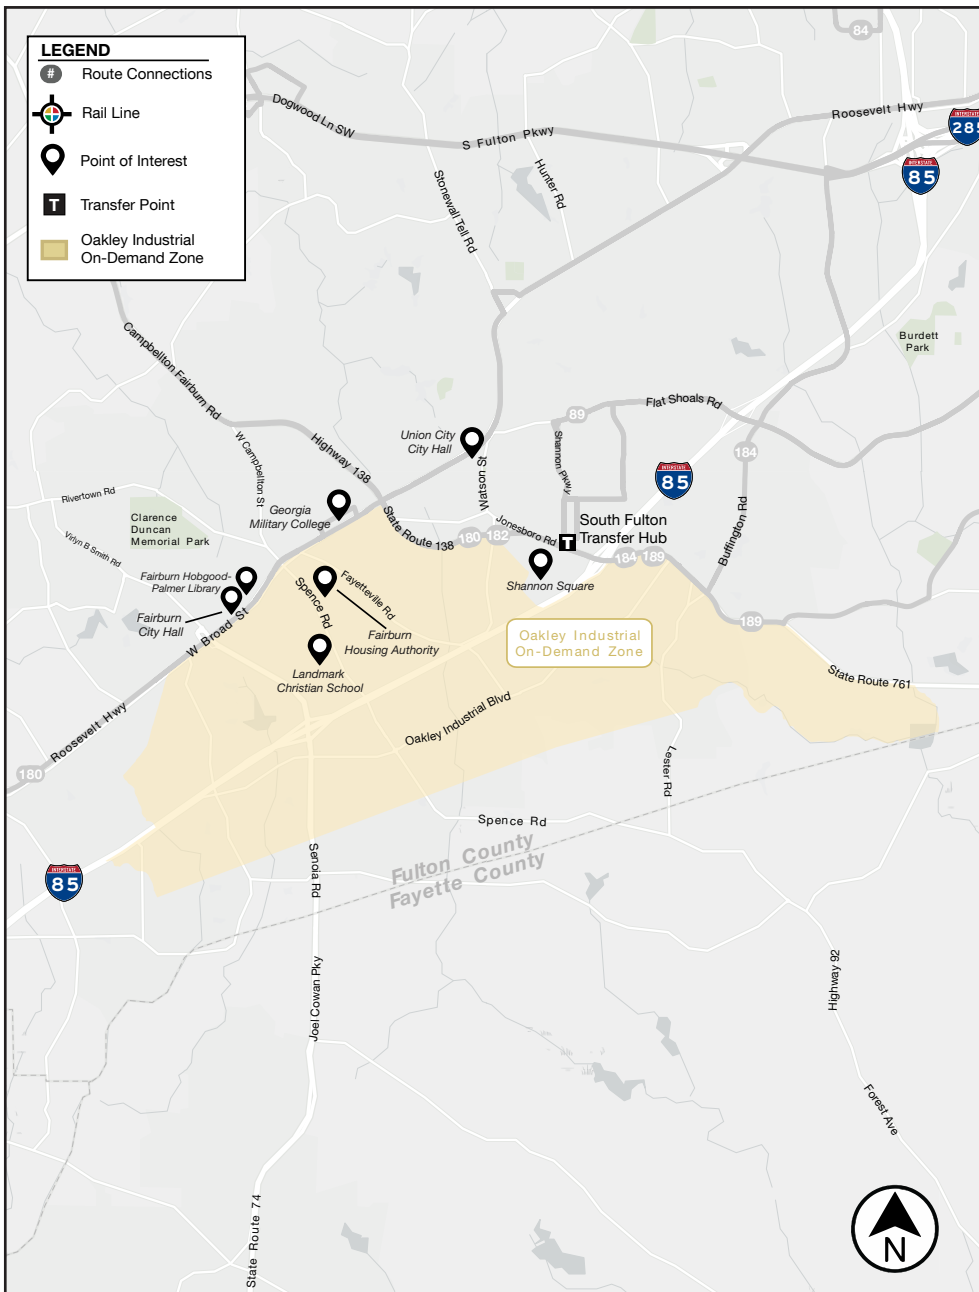 LEGEND
#
Route Connections
Rail Line
Point of Interest
T
Transfer Point
Oakley Industrial
On-Demand Zone
84
Dogwood Ln SW
S Fulton Pkwy
Roosevelt Hwy
INTERSTATE
285
INTERSTATE
85
Stonewall Tell Rd
Hunter Rd
Burdett
Park
Campbellton Fairburn Rd
Flat Shoals Rd
89
Union City
City Hall
W Campbellton St
Highway 138
Watson St
Shannon Pkwy
184
INTERSTATE
85
Rivertown Rd
Georgia
Military College
Clarence
Duncan
Memorial Park
State Route 138
180
182
Jonesboro Rd
South Fulton
Transfer Hub
T
184
189
Buffington Rd
Virlyn B Smith Rd
Fairburn Hobgood-
Palmer Library
Fayetteville Rd
Spence Rd
Shannon Square
Fairburn
City Hall
W Broad St
Fairburn
Housing Authority
Oakley Industrial
On-Demand Zone
189
Landmark
Christian School
State Route 761
Roosevelt Hwy
Oakley Industrial Blvd
180
Lester Rd
Spence Rd
INTERSTATE
85
Senoia Rd
Fulton County
Fayette County
Joel Cowan Pky
Highway 92
Forest Ave
State Route 74
N